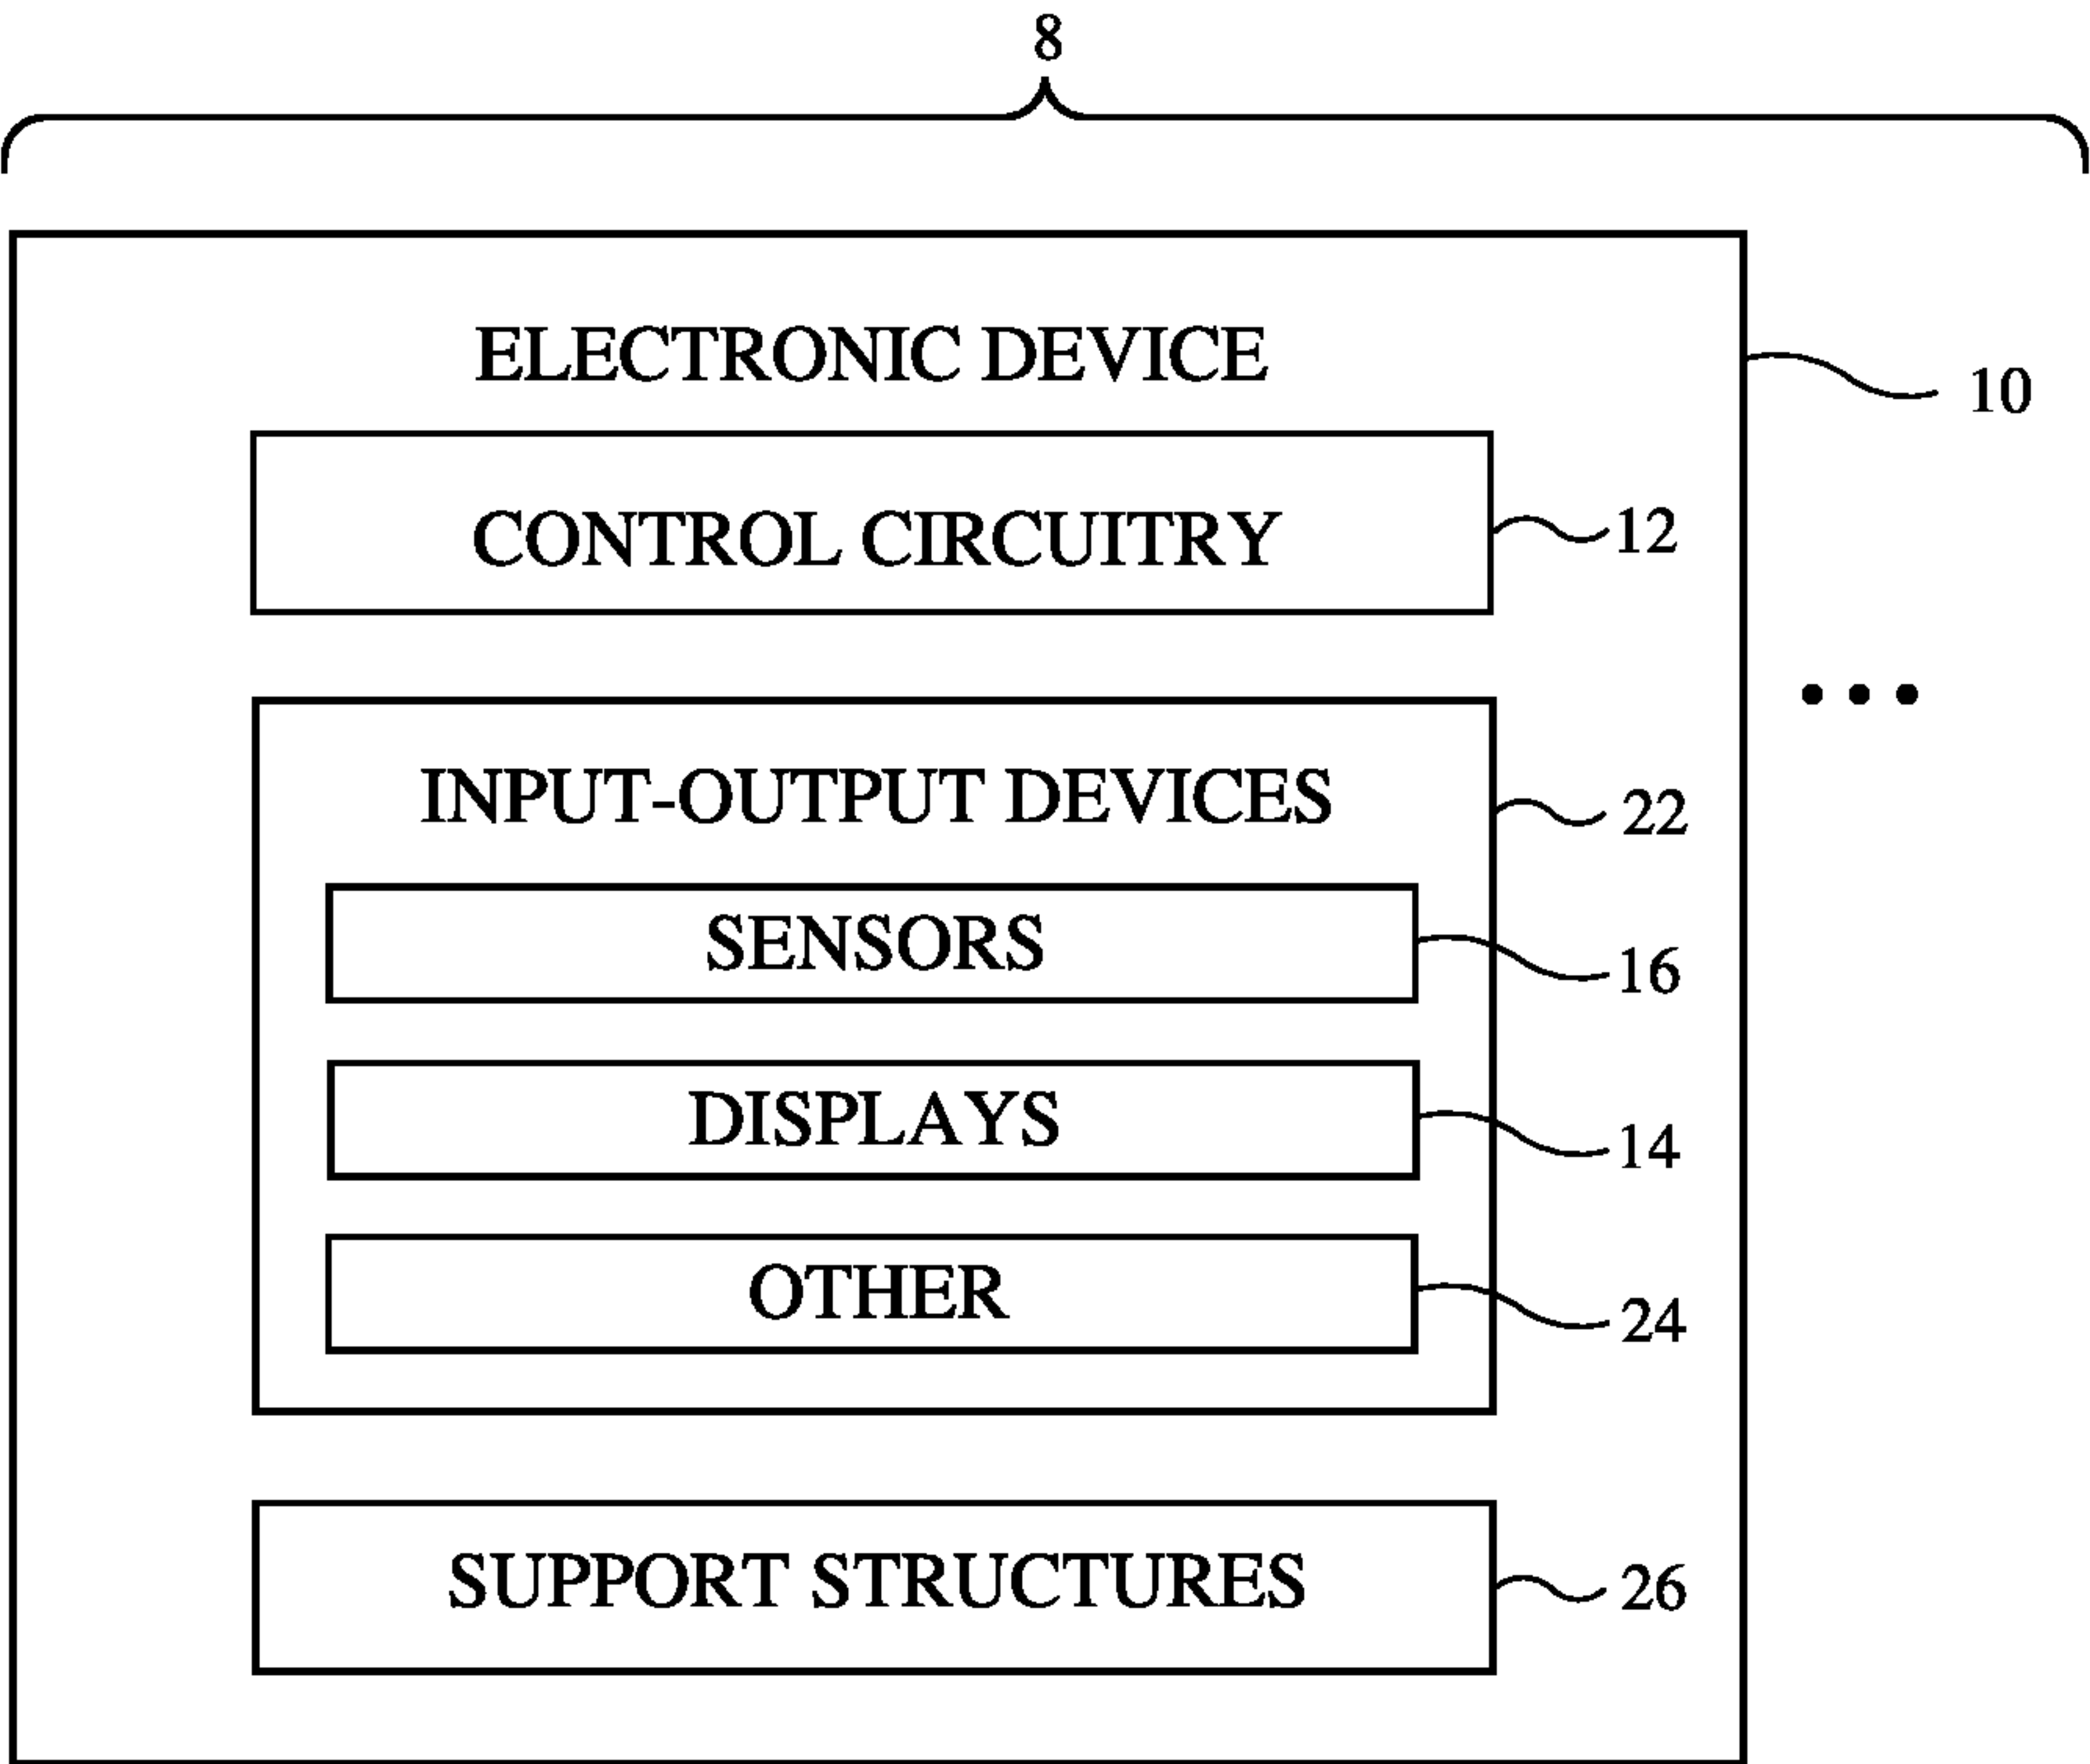 8
ELECTRONIC DEVICE
10
CONTROL CIRCUITRY
12
•••
INPUT-OUTPUT DEVICES
22
SENSORS
16
DISPLAYS
14
OTHER
24
SUPPORT STRUCTURES
26